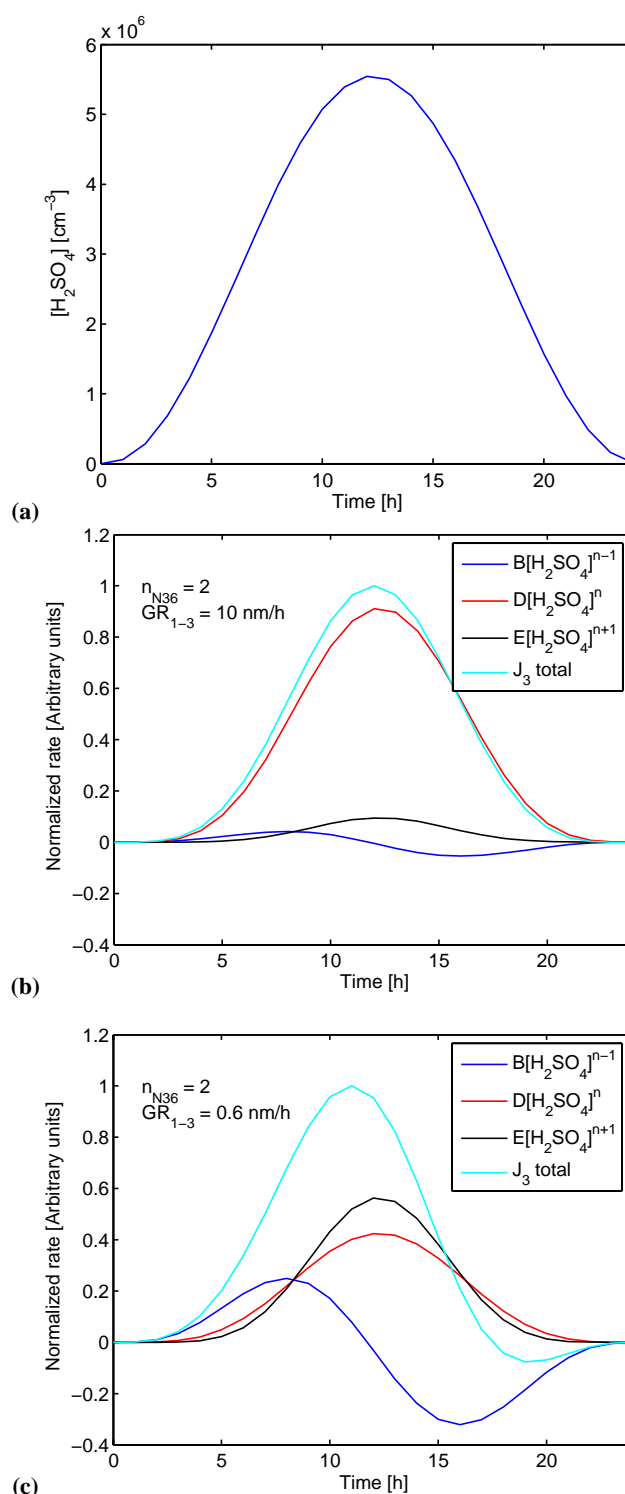 x 10⁶
6
5
4
3
2
1
0
[H₂SO₄] [cm⁻³]
0 5 10 15 20
Time [h]
(a)
1.2
1
0.8
0.6
0.4
0.2
0
−0.2
−0.4
Normalized rate [Arbitrary units]
n_N36 = 2
GR₁₋₃ = 10 nm/h
B[H₂SO₄]ⁿ⁻¹
D[H₂SO₄]ⁿ
E[H₂SO₄]ⁿ⁺¹
J₃ total
0 5 10 15 20
Time [h]
(b)
1.2
1
0.8
0.6
0.4
0.2
0
−0.2
−0.4
Normalized rate [Arbitrary units]
n_N36 = 2
GR₁₋₃ = 0.6 nm/h
B[H₂SO₄]ⁿ⁻¹
D[H₂SO₄]ⁿ
E[H₂SO₄]ⁿ⁺¹
J₃ total
0 5 10 15 20
Time [h]
(c)